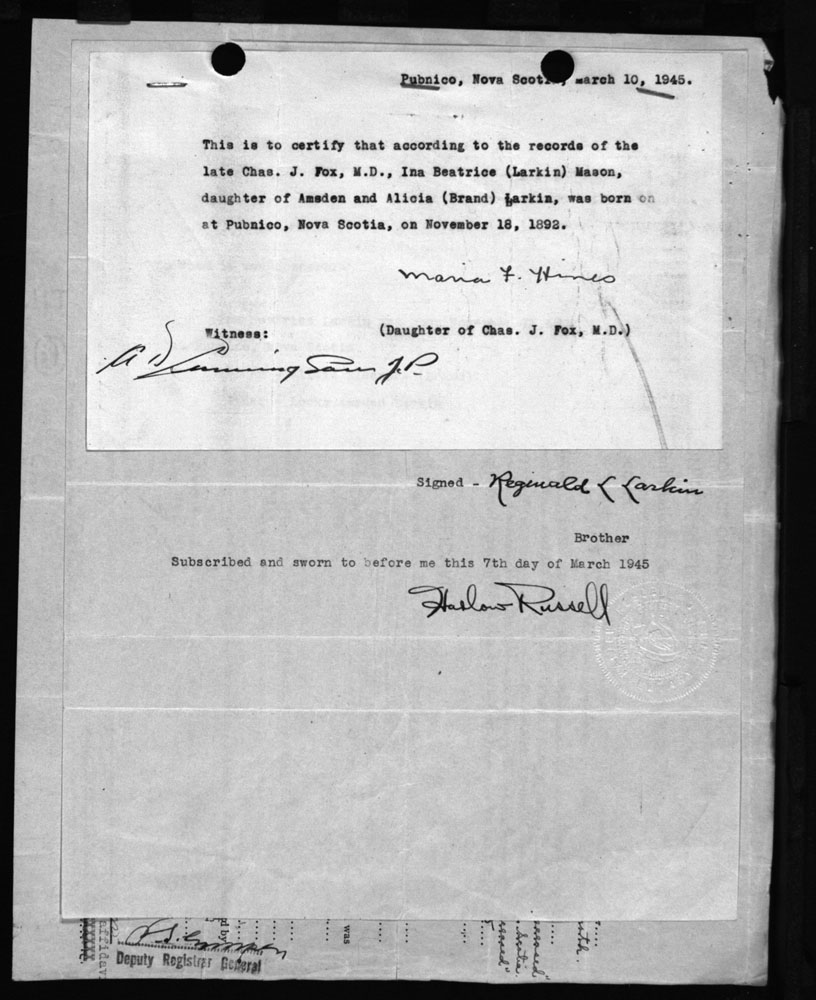 Pubnico, Nova Scotia, March 10, 1945.
This is to certify that according to the records of the
late Chas. J. Fox, M.D., Ina Beatrice (Larkin) Mason,
daughter of Amsden and Alicia (Brand) Larkin, was born on
at Pubnico, Nova Scotia, on November 18, 1892.
Maria F. Hines
Witness: (Daughter of Chas. J. Fox, M.D.)
J.P.
Signed - Reginald L Larkin
Brother
Subscribed and sworn to before me this 7th day of March 1945
Harlow Russell
was
Deputy Registrar General